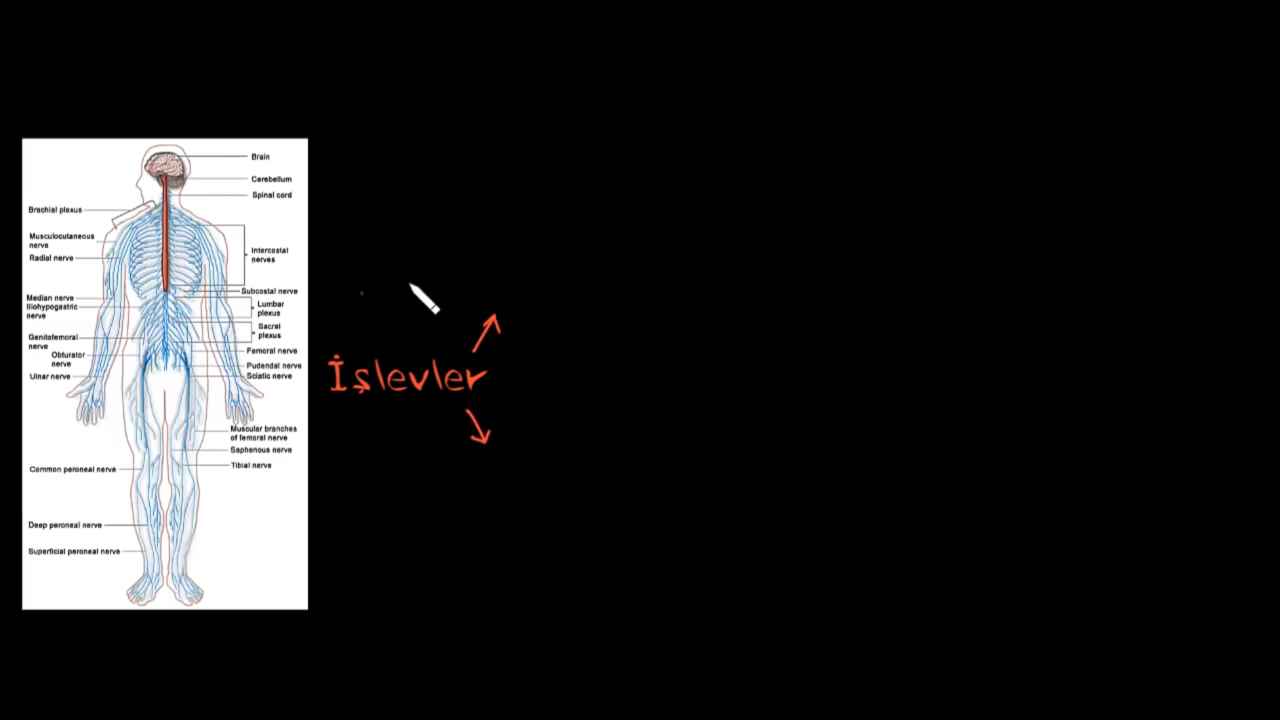 Brain
Cerebellum
Spinal cord
Brachial plexus
Musculocutaneous
nerve
Radial nerve
Intercostal
nerves
Subcostal nerve
Median nerve
Iliohypogastric
nerve
Lumbar
plexus
Sacral
plexus
Genitofemoral
nerve
Obturator
nerve
Ulnar nerve
Femoral nerve
Pudendal nerve
Sciatic nerve
İşlevler
Muscular branches
of femoral nerve
Saphenous nerve
Tibial nerve
Common peroneal nerve
Deep peroneal nerve
Superficial peroneal nerve